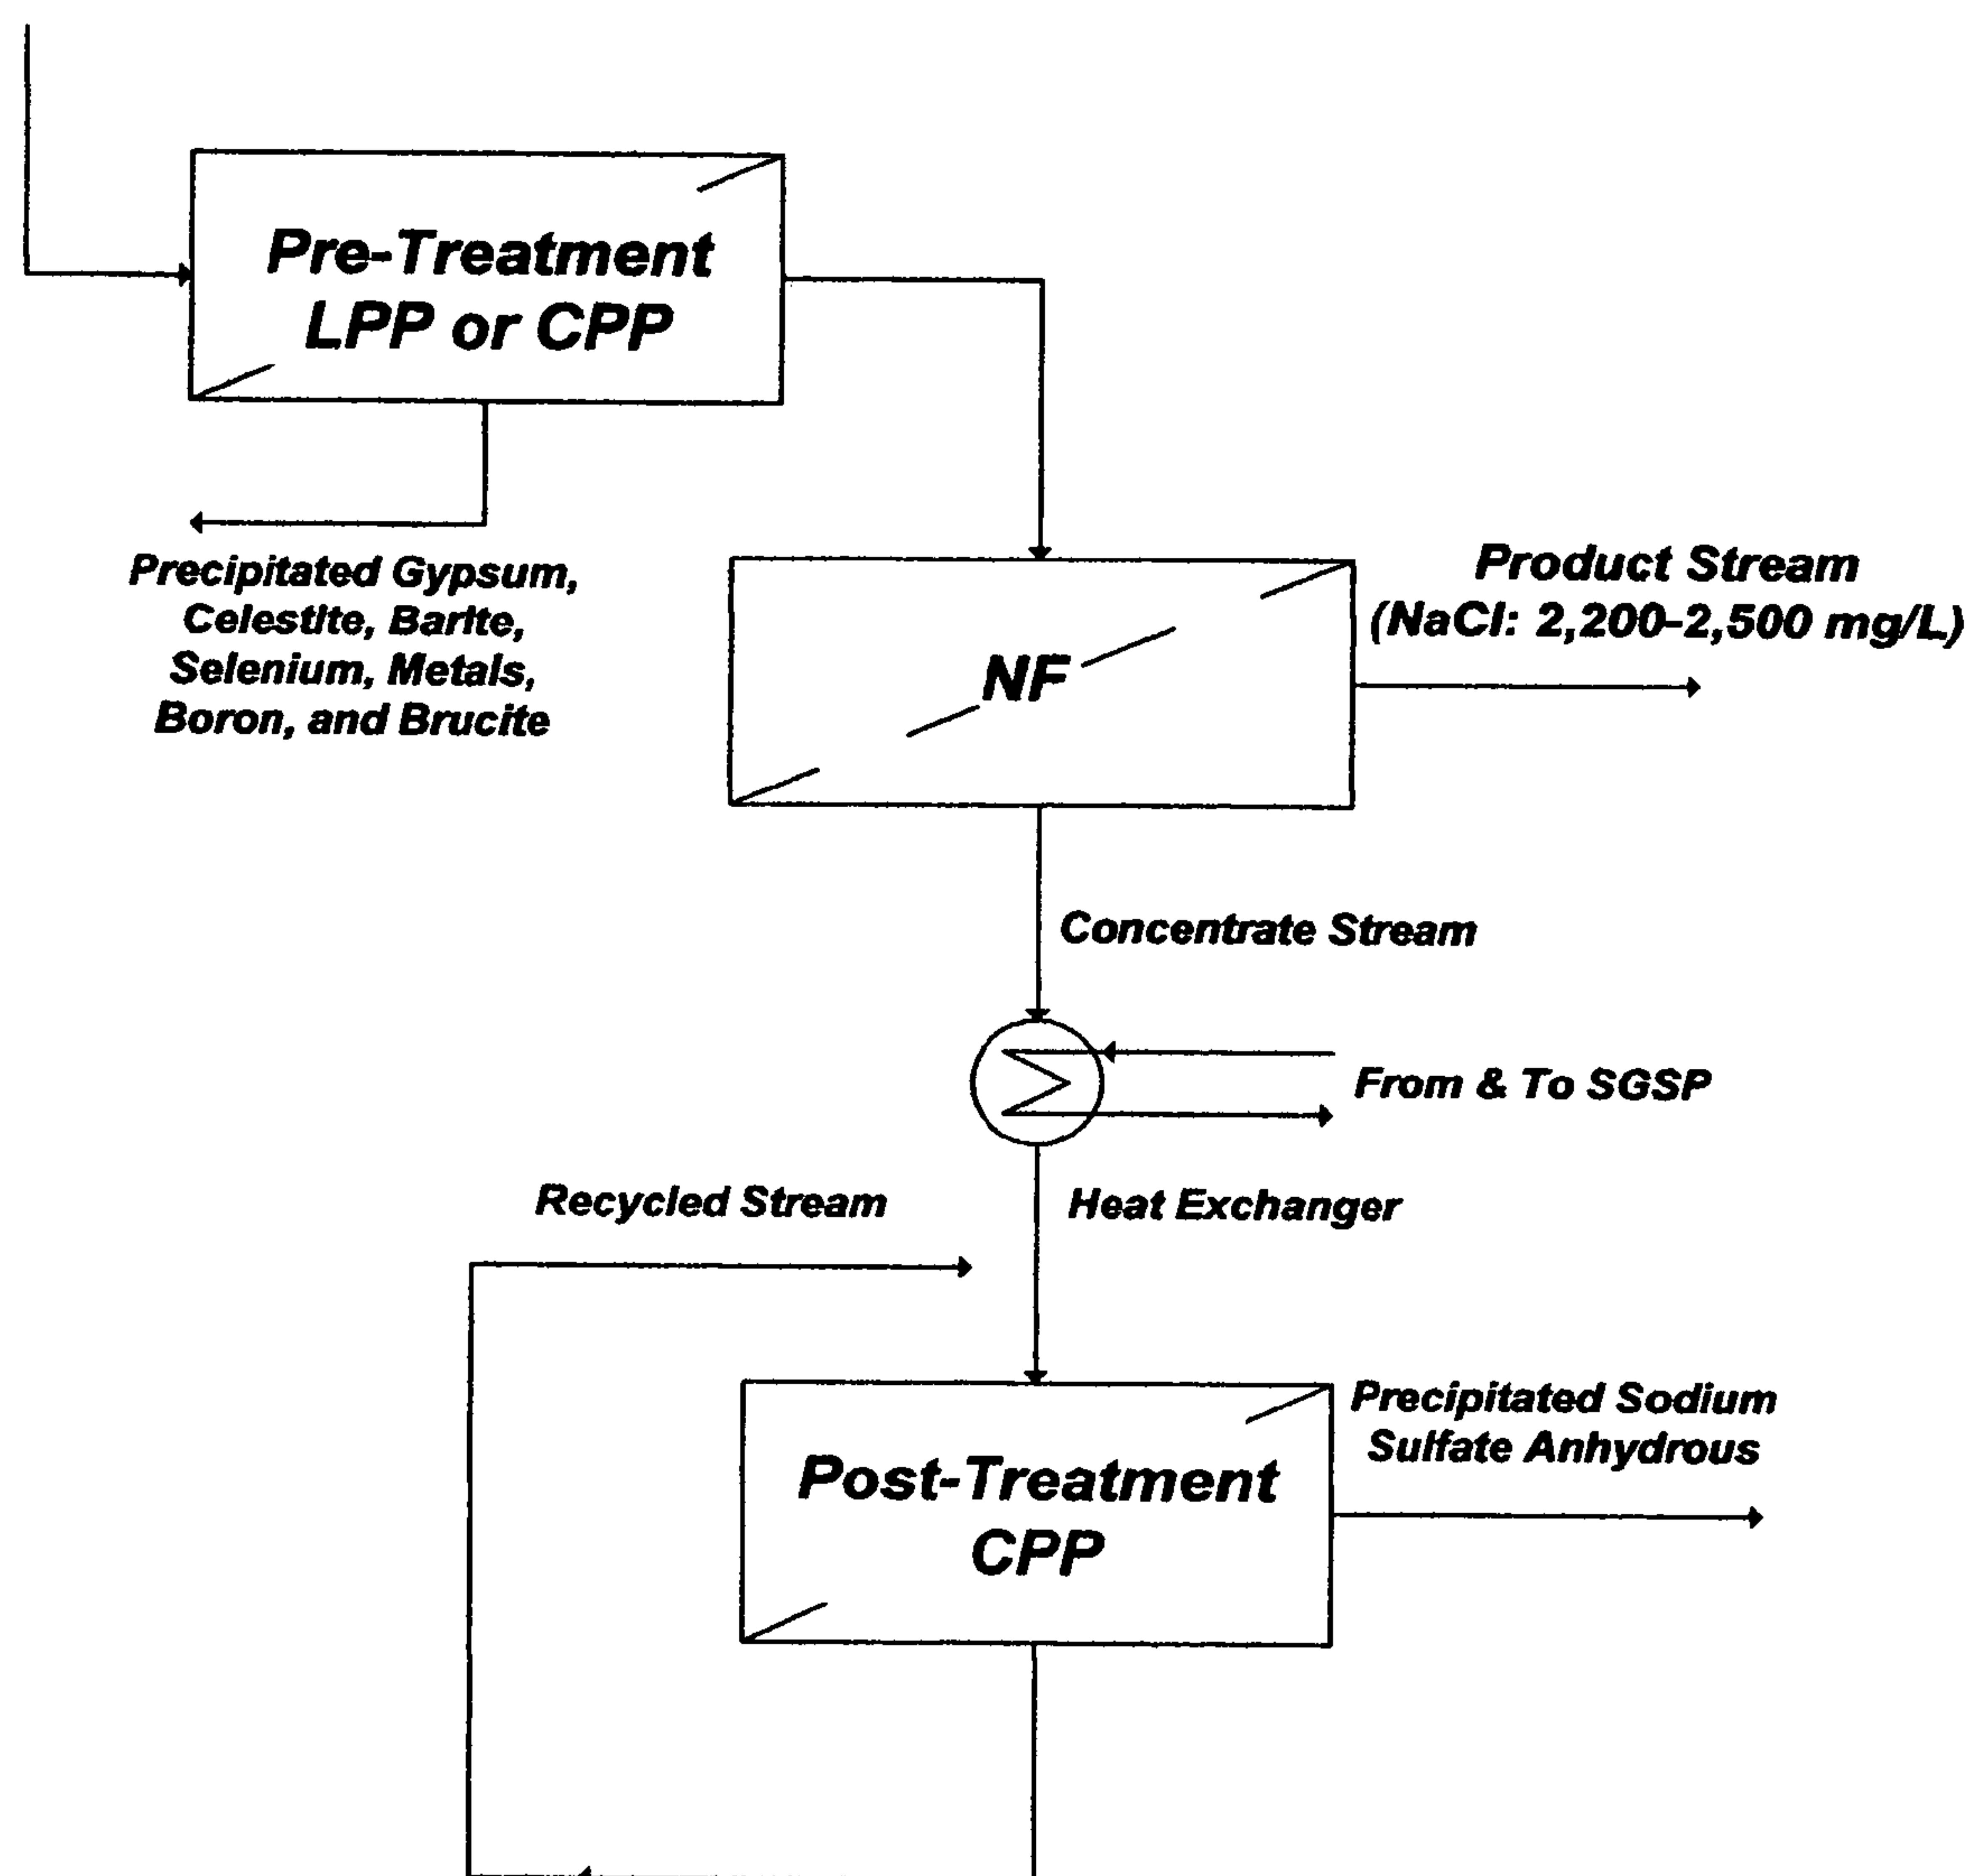 Pre-Treatment
LPP or CPP
Precipitated Gypsum,
Celestite, Barite,
Selenium, Metals,
Boron, and Brucite
NF
Product Stream
(NaCl: 2,200-2,500 mg/L)
Concentrate Stream
From & To SGSP
Recycled Stream
Heat Exchanger
Post-Treatment
CPP
Precipitated Sodium
Sulfate Anhydrous